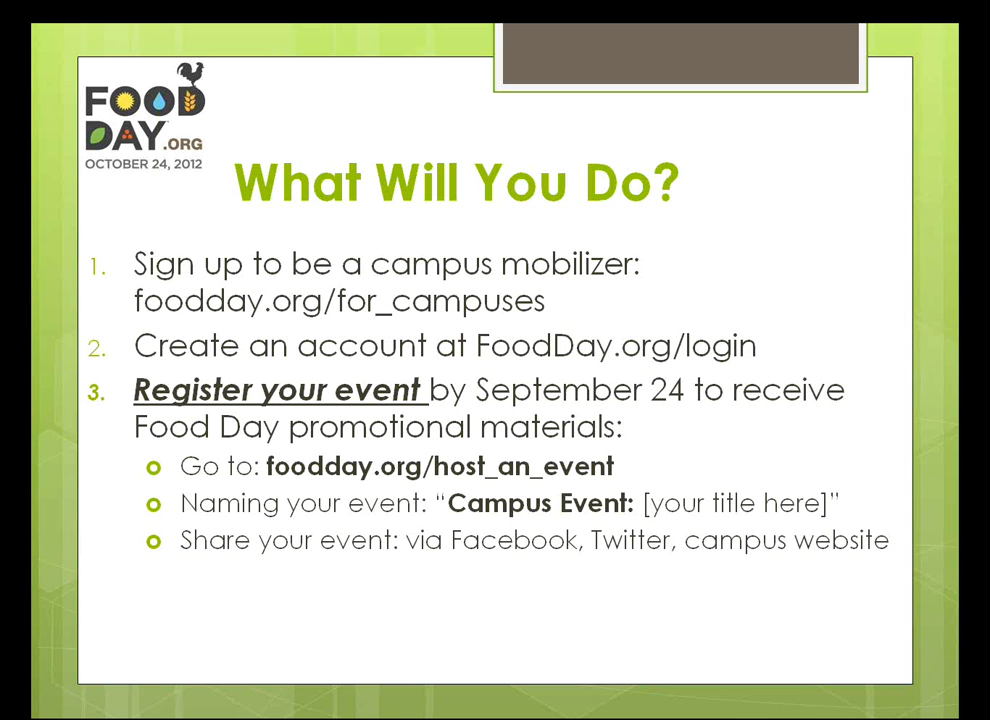 FOOD
DAY.ORG
OCTOBER 24, 2012
What Will You Do?
1. Sign up to be a campus mobilizer:
foodday.org/for_campuses
2. Create an account at FoodDay.org/login
3. Register your event by September 24 to receive
Food Day promotional materials:
Go to: foodday.org/host_an_event
Naming your event: “Campus Event: [your title here]”
Share your event: via Facebook, Twitter, campus website